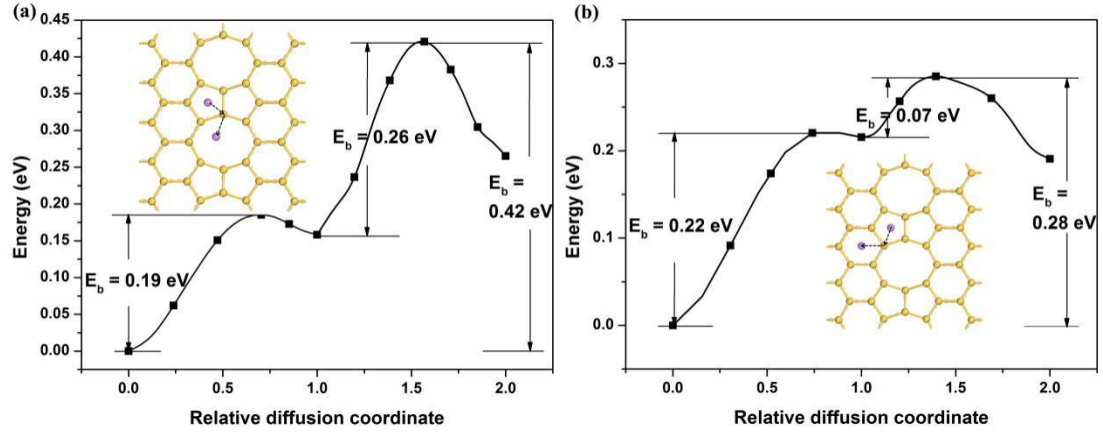 (a)
0.45
0.40
0.35
0.30
0.25
0.20
0.15
0.10
0.05
0.00
Energy (eV)
E_b = 0.19 eV
E_b = 0.26 eV
E_b =
0.42 eV
0.0
0.5
1.0
1.5
2.0
Relative diffusion coordinate
(b)
0.3
0.2
0.1
0.0
Energy (eV)
E_b = 0.22 eV
E_b = 0.07 eV
E_b =
0.28 eV
0.0
0.5
1.0
1.5
2.0
Relative diffusion coordinate